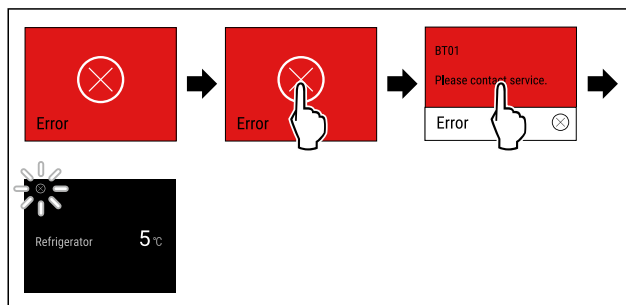 Error
Error
BT01
Please contact service.
Error
Refrigerator 5 °C